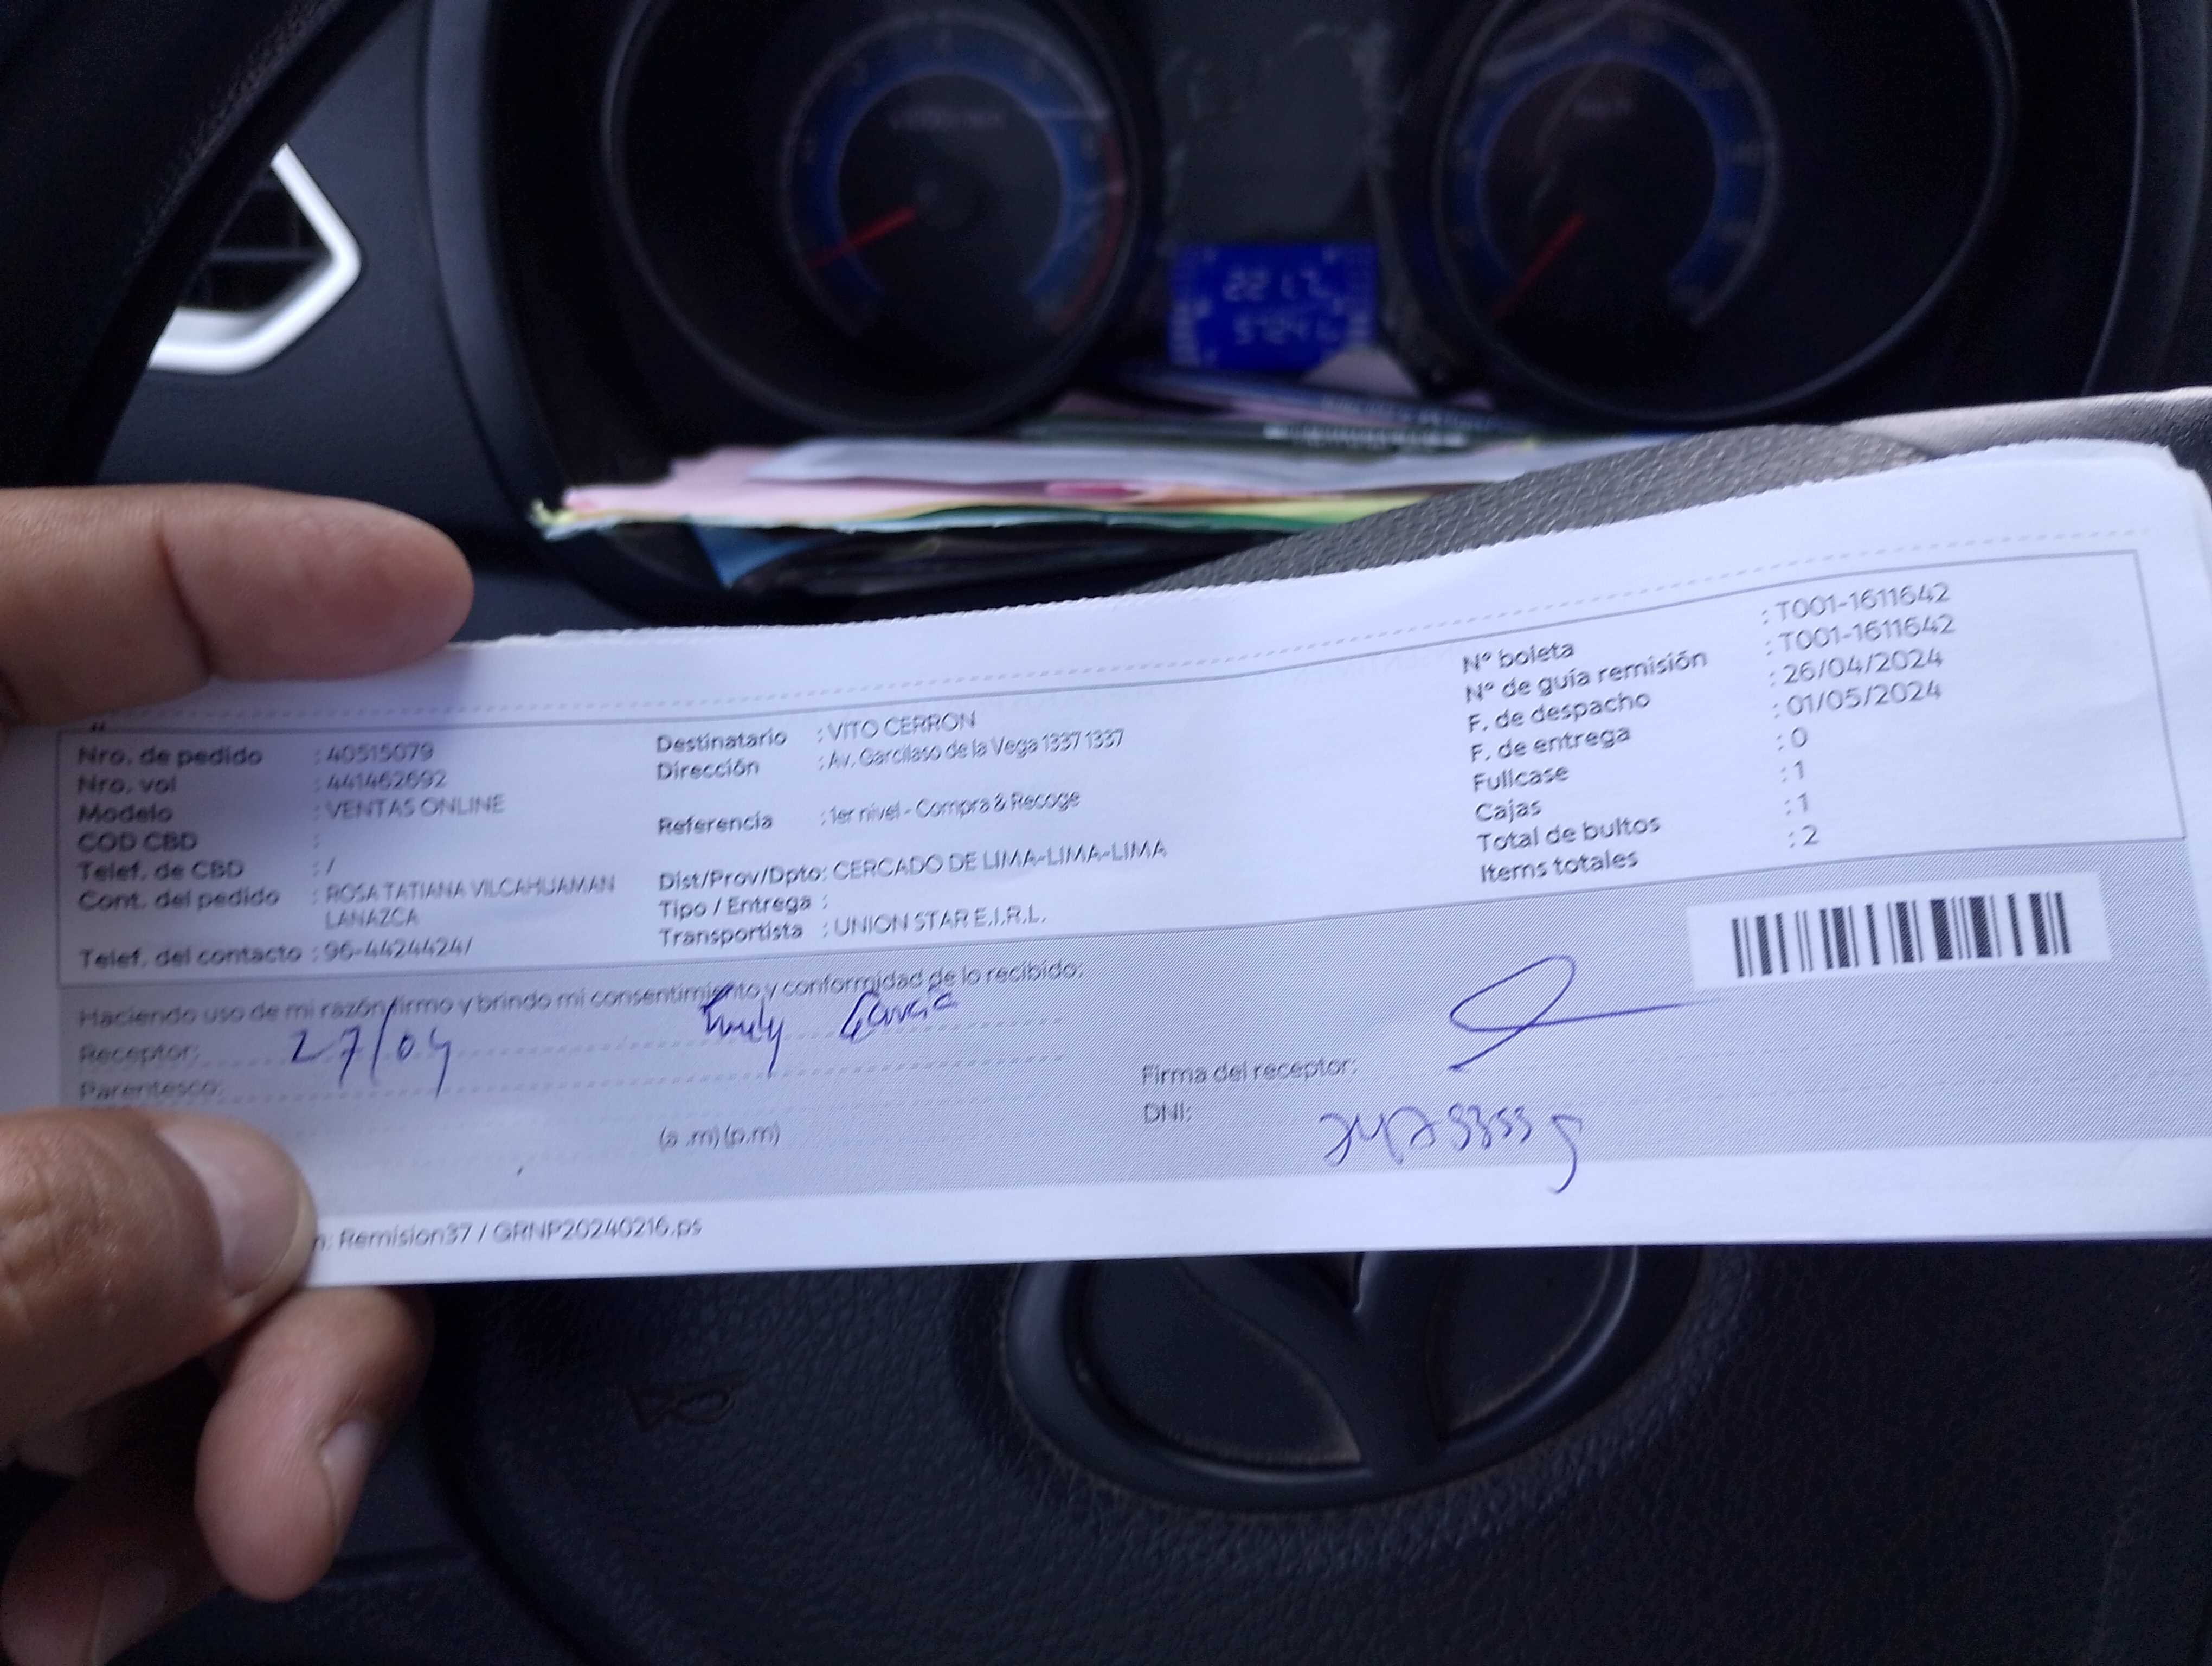 Nro. de pedido : 40515079
Nro. vol : 441462692
Modelo : VENTAS ONLINE
COD CBD :
Telef. de CBD : /
Cont. del pedido : ROSA TATIANA VILCAHUAMAN
LANAZCA
Telef. del contacto : 96-44244424/
Destinatario : VITO CERRON
Dirección : Av. Garcilaso de la Vega 1337 1337
Referencia : 1er nivel - Compra & Recoge
Dist/Prov/Dpto: CERCADO DE LIMA-LIMA-LIMA
Tipo / Entrega :
Transportista : UNION STAR E.I.R.L.
N° boleta : T001-1611642
N° de guía remisión : T001-1611642
F. de despacho : 26/04/2024
F. de entrega : 01/05/2024
Fullcase : 0
Cajas : 1
Total de bultos : 1
Items totales : 2
Haciendo uso de mi razón firmo y brindo mi consentimiento y conformidad de lo recibido:
Receptor: 27/04 García
Parentesco:
(a .m) (p.m)
Firma del receptor:
DNI:
n: Remision37 / GRNP20240216.ps